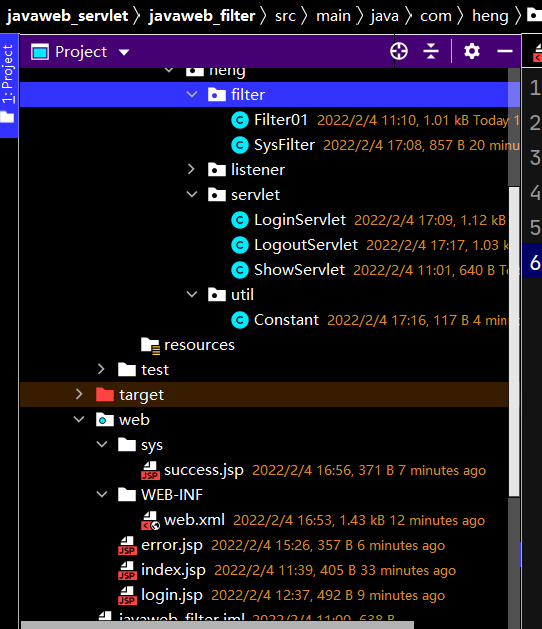 javaweb_servlet javaweb_filter src main java com heng
1: Project
Project
heng
filter
Filter01 2022/2/4 11:10, 1.01 kB Today 1
SysFilter 2022/2/4 17:08, 857 B 20 minu
listener
servlet
LoginServlet 2022/2/4 17:09, 1.12 kB
LogoutServlet 2022/2/4 17:17, 1.03 k
ShowServlet 2022/2/4 11:01, 640 B To
util
Constant 2022/2/4 17:16, 117 B 4 minu
resources
test
target
web
sys
success.jsp 2022/2/4 16:56, 371 B 7 minutes ago
WEB-INF
web.xml 2022/2/4 16:53, 1.43 kB 12 minutes ago
error.jsp 2022/2/4 15:26, 357 B 6 minutes ago
index.jsp 2022/2/4 11:39, 405 B 33 minutes ago
login.jsp 2022/2/4 12:37, 492 B 9 minutes ago
javaweb_filter.iml 2022/2/4 11:00, 638 B
1
2
3
4
5
6